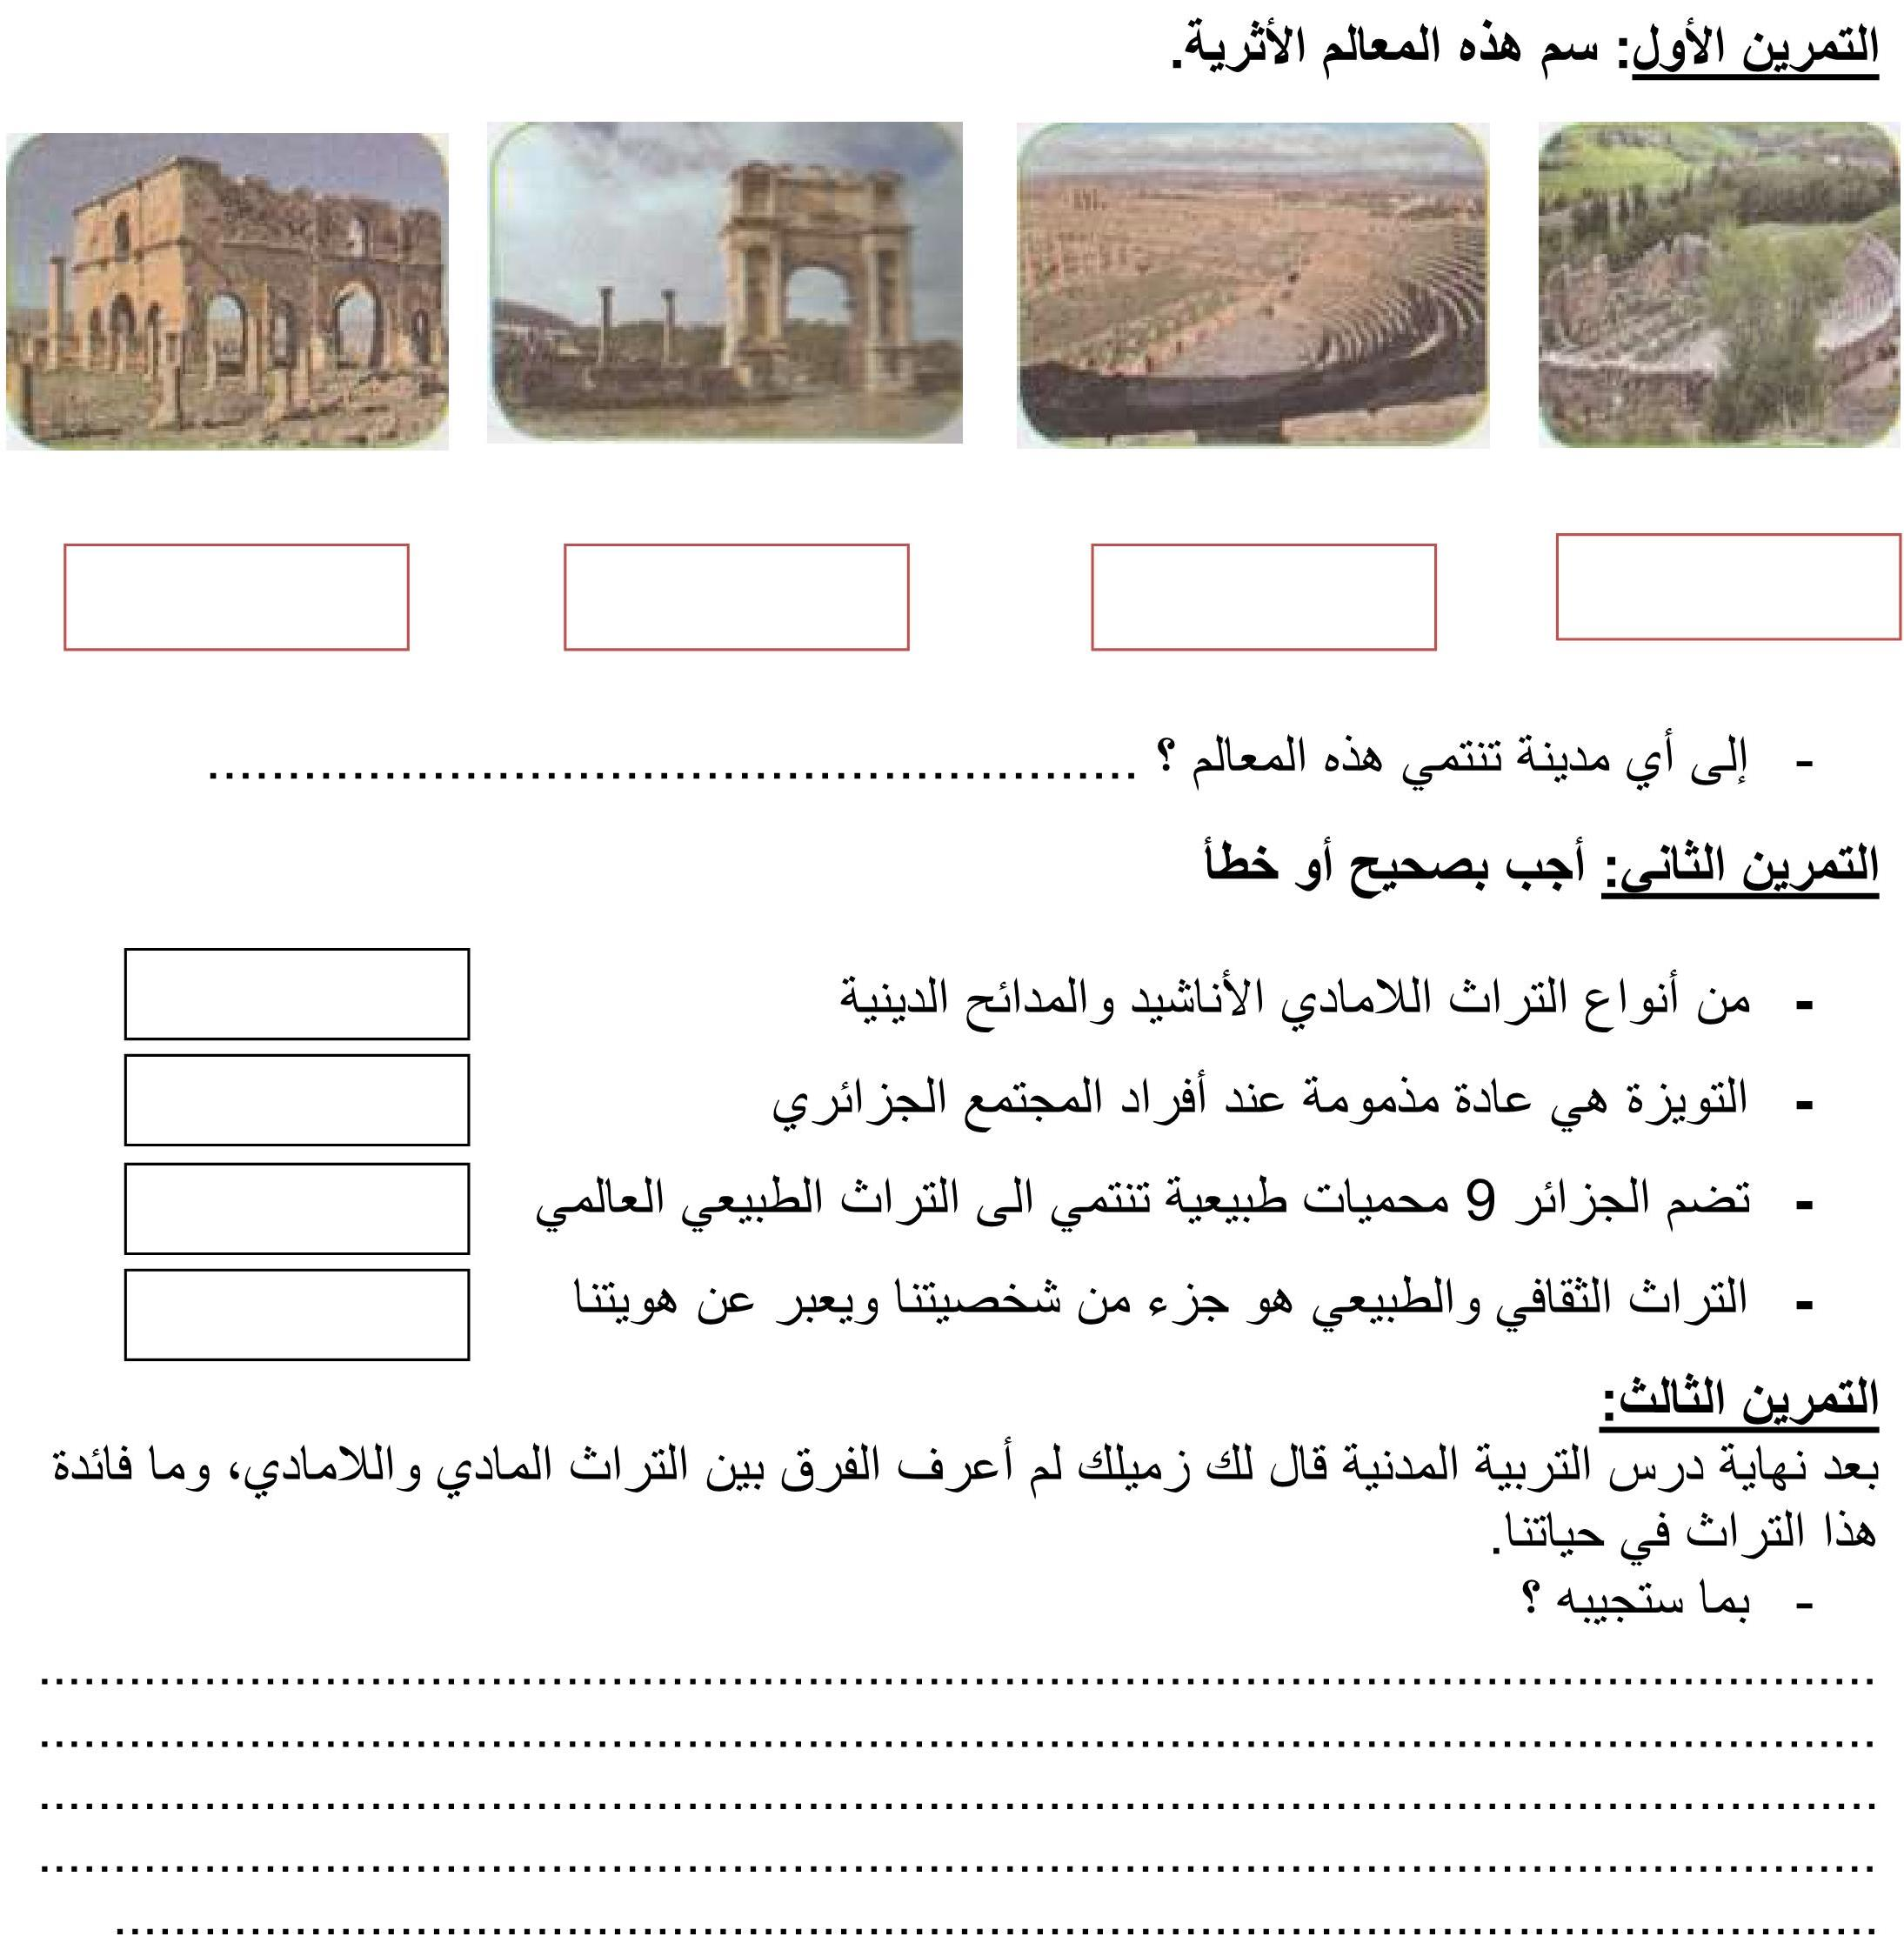 التمرين الأول: سم هذه المعالم الأثرية.
- إلى أي مدينة تنتمي هذه المعالم ؟ ..........................................................
التمرين الثاني: أجب بصحيح أو خطأ
- من أنواع التراث اللامادي الأناشيد والمدائح الدينية
- التويزة هي عادة مذمومة عند أفراد المجتمع الجزائري
- تضم الجزائر 9 محميات طبيعية تنتمي الى التراث الطبيعي العالمي
- التراث الثقافي والطبيعي هو جزء من شخصيتنا ويعبر عن هويتنا
التمرين الثالث:
بعد نهاية درس التربية المدنية قال لك زميلك لم أعرف الفرق بين التراث المادي واللامادي، وما فائدة
هذا التراث في حياتنا.
- بما ستجيبه ؟